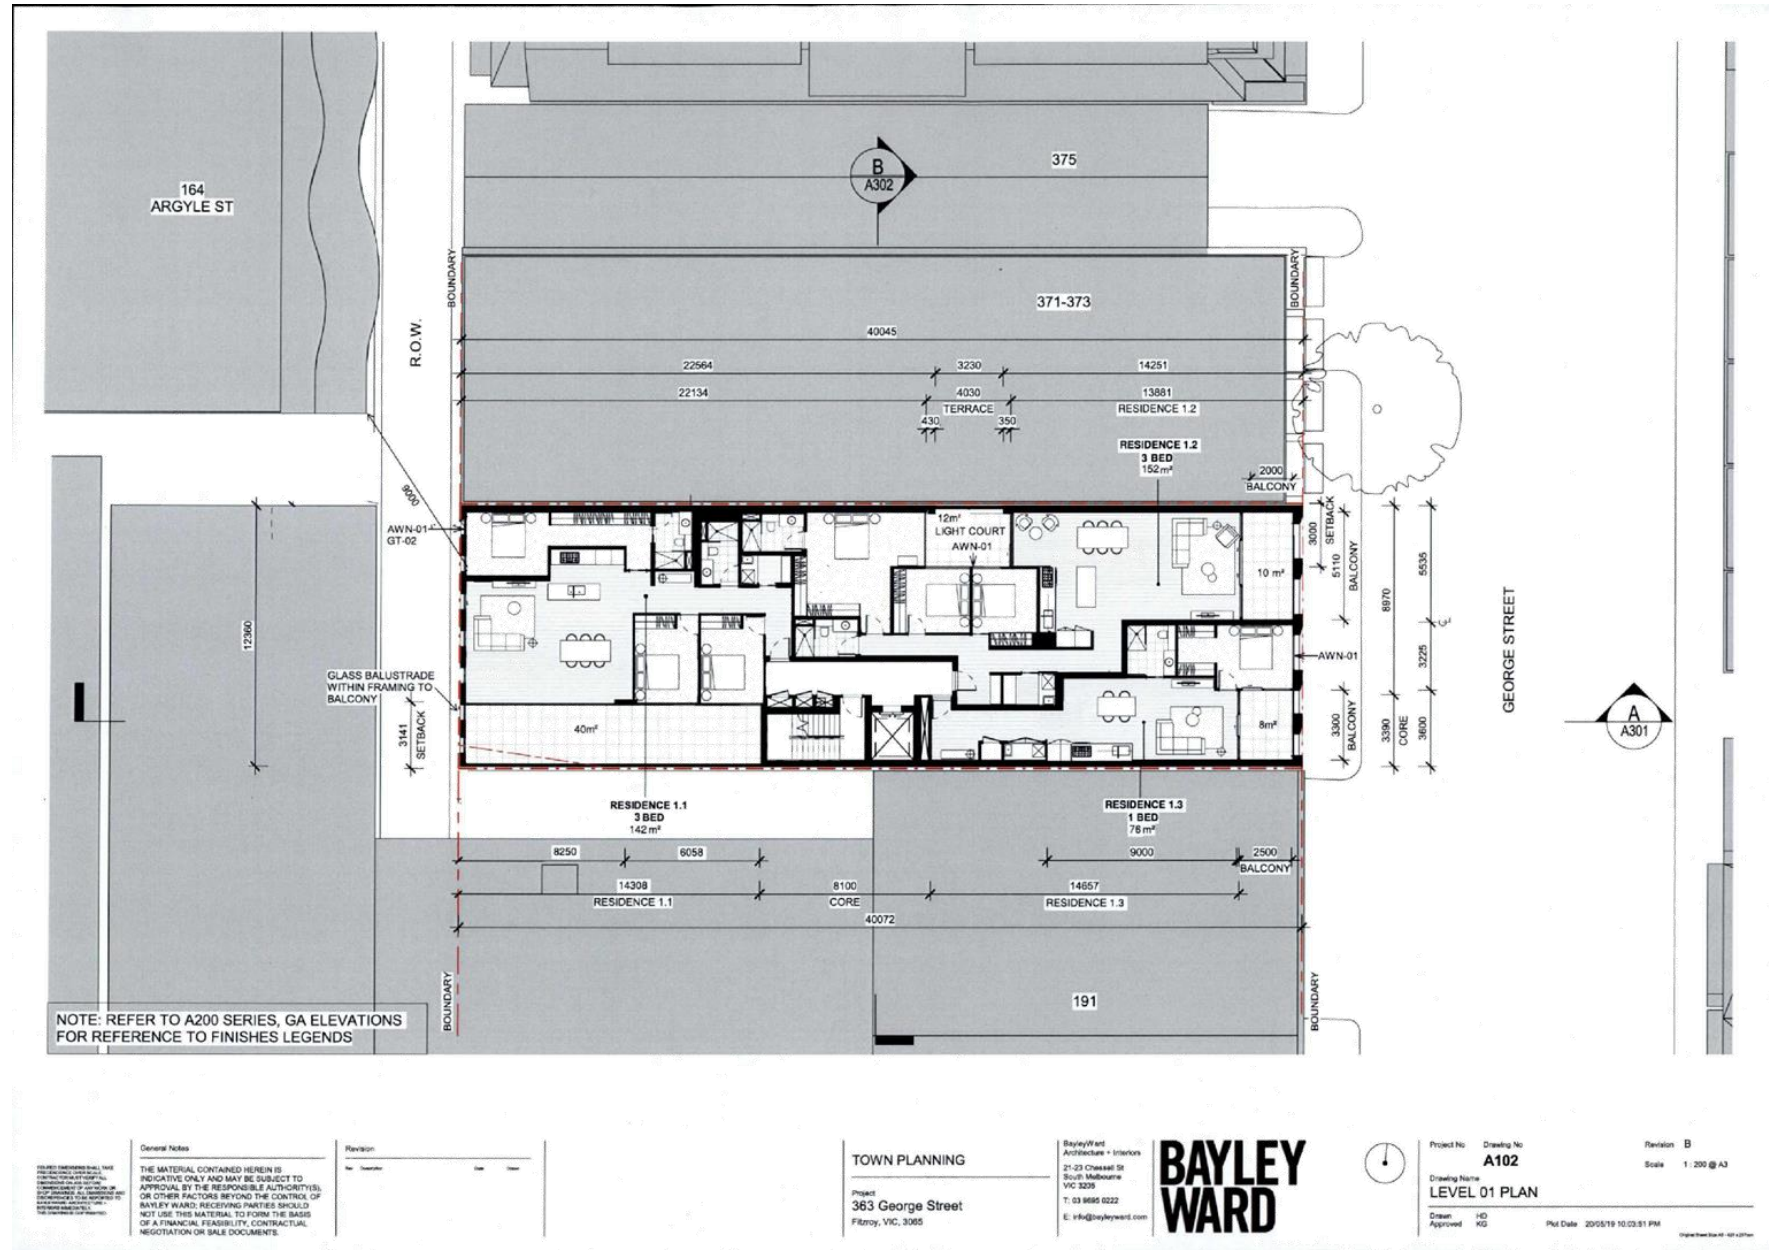 164
ARGYLE ST
375
B
A302
BOUNDARY
BOUNDARY
371-373
R.O.W.
40045
22564
3230
14251
22134
4030
13881
TERRACE
RESIDENCE 1.2
430
350
RESIDENCE 1.2
3 BED
152m²
2000
BALCONY
9000
AWN-01
GT-02
12m²
LIGHT COURT
AWN-01
10 m²
3000
SETBACK
5110
BALCONY
8970
5535
C
L
GEORGE STREET
12360
GLASS BALUSTRADE
WITHIN FRAMING TO
BALCONY
3141
SETBACK
40m²
AWN-01
3225
8m²
3300
BALCONY
3390
CORE
3600
A
A301
RESIDENCE 1.1
3 BED
142m²
RESIDENCE 1.3
1 BED
76m²
8250
6058
9000
2500
BALCONY
14308
8100
14657
RESIDENCE 1.1
CORE
RESIDENCE 1.3
40072
BOUNDARY
BOUNDARY
191
NOTE: REFER TO A200 SERIES, GA ELEVATIONS
FOR REFERENCE TO FINISHES LEGENDS
General Notes
THE MATERIAL CONTAINED HEREIN IS
INDICATIVE ONLY AND MAY BE SUBJECT TO
APPROVAL BY THE RESPONSIBLE AUTHORITY(S),
OR OTHER FACTORS BEYOND THE CONTROL OF
BAYLEY WARD; RECEIVING PARTIES SHOULD
NOT USE THIS MATERIAL TO FORM THE BASIS
OF A FINANCIAL FEASIBILITY, CONTRACTUAL
NEGOTIATION OR SALE DOCUMENTS.
Revision
Rev Description Date Drawn
TOWN PLANNING
Project
363 George Street
Fitzroy, VIC, 3065
BayleyWard
Architecture + Interiors
21-23 Chessell St
South Melbourne
VIC 3205
T: 03 9695 0222
E: info@bayleyward.com
BAYLEY
WARD
Project No Drawing No Revision B
A102
Scale 1 : 200 @ A3
Drawing Name
LEVEL 01 PLAN
Drawn HD
Approved KG Plot Date 20/05/19 10:03:51 PM